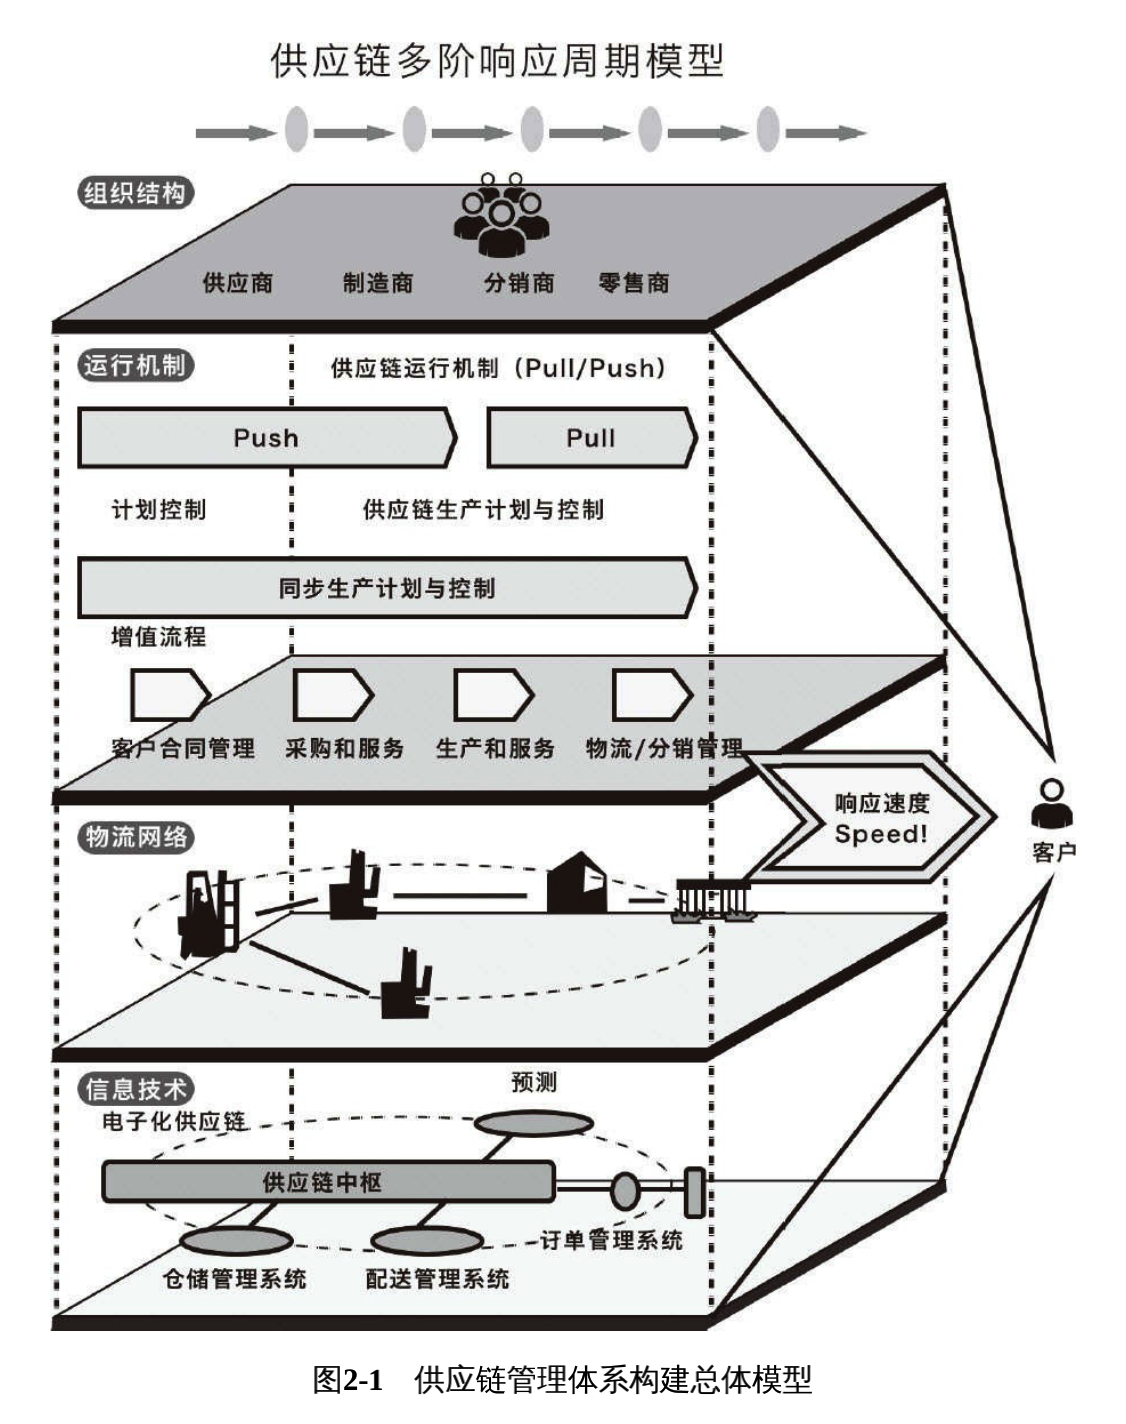 供应链多阶响应周期模型
组织结构
供应商 制造商 分销商 零售商
运行机制
供应链运行机制（Pull/Push）
Push Pull
计划控制 供应链生产计划与控制
同步生产计划与控制
增值流程
客户合同管理 采购和服务 生产和服务 物流/分销管理
响应速度
Speed!
客户
物流网络
信息技术
预测
电子化供应链
供应链中枢
订单管理系统
仓储管理系统 配送管理系统
图2-1 供应链管理体系构建总体模型